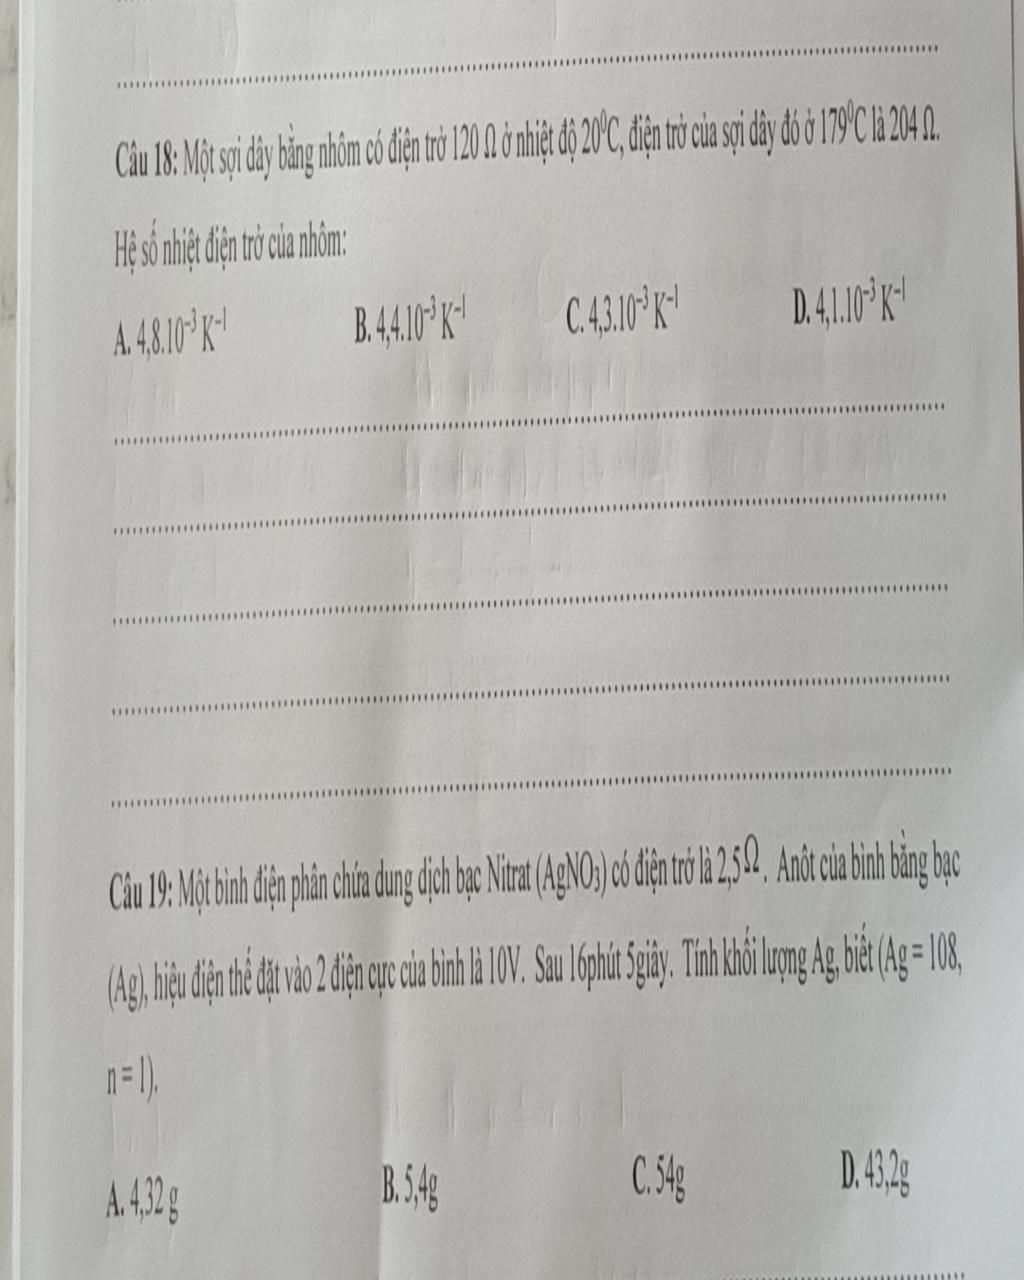 Câu 18: Một sợi dây bằng nhôm có điện trở 120 Ω ở nhiệt độ 20⁰C, điện trở của sợi dây đó ở 179⁰C là 204 Ω.
Hệ số nhiệt điện trở của nhôm:
A. 4,8.10⁻³ K⁻¹ B. 4,4.10⁻³ K⁻¹ C. 4,3.10⁻³ K⁻¹ D. 4,1.10⁻³ K⁻¹
Câu 19: Một bình điện phân chứa dung dịch bạc Nitrat (AgNO₃) có điện trở là 2,5 Ω. Anôt của bình bằng bạc
(Ag), hiệu điện thế đặt vào 2 điện cực của bình là 10V. Sau 16phút 5giây. Tính khối lượng Ag, biết (Ag = 108,
n = 1).
A. 4,32 g B. 5,4g C. 54g D. 43,2g